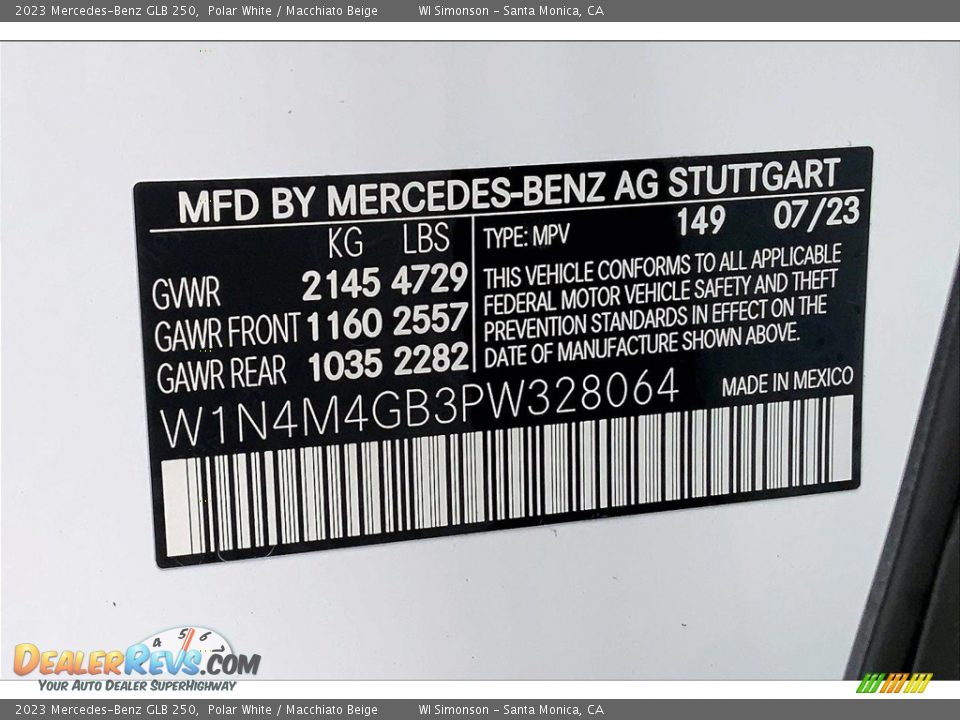 2023 Mercedes-Benz GLB 250, Polar White / Macchiato Beige WI Simonson - Santa Monica, CA
MFD BY MERCEDES-BENZ AG STUTTGART
KG LBS TYPE: MPV 149 07/23
GVWR 2145 4729
GAWR FRONT 1160 2557
GAWR REAR 1035 2282
THIS VEHICLE CONFORMS TO ALL APPLICABLE
FEDERAL MOTOR VEHICLE SAFETY AND THEFT
PREVENTION STANDARDS IN EFFECT ON THE
DATE OF MANUFACTURE SHOWN ABOVE.
W1N4M4GB3PW328064 MADE IN MEXICO
4 5 6 7
DEALERREVS.COM
YOUR AUTO DEALER SUPERHIGHWAY
2023 Mercedes-Benz GLB 250, Polar White / Macchiato Beige WI Simonson - Santa Monica, CA